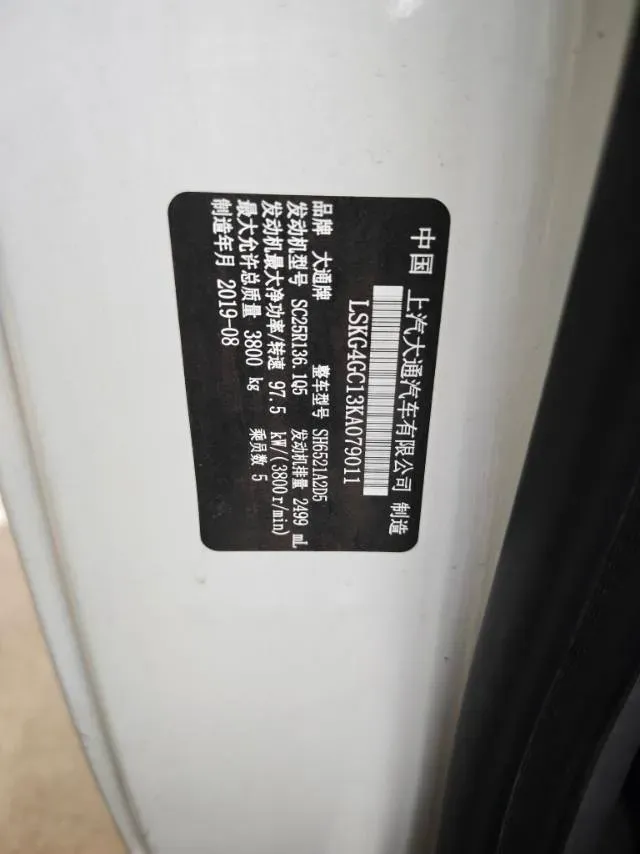 中国 上汽大通汽车有限公司 制造
LSKG4GC13KA079011
品牌 大通牌 整车型号 SH6521A2D5
发动机型号 SC25R136.1Q5 发动机排量 2499 mL
发动机最大净功率/转速 97.5 kW/(3800r/min)
最大允许总质量 3800 kg 乘员数 5
制造年月 2019-08